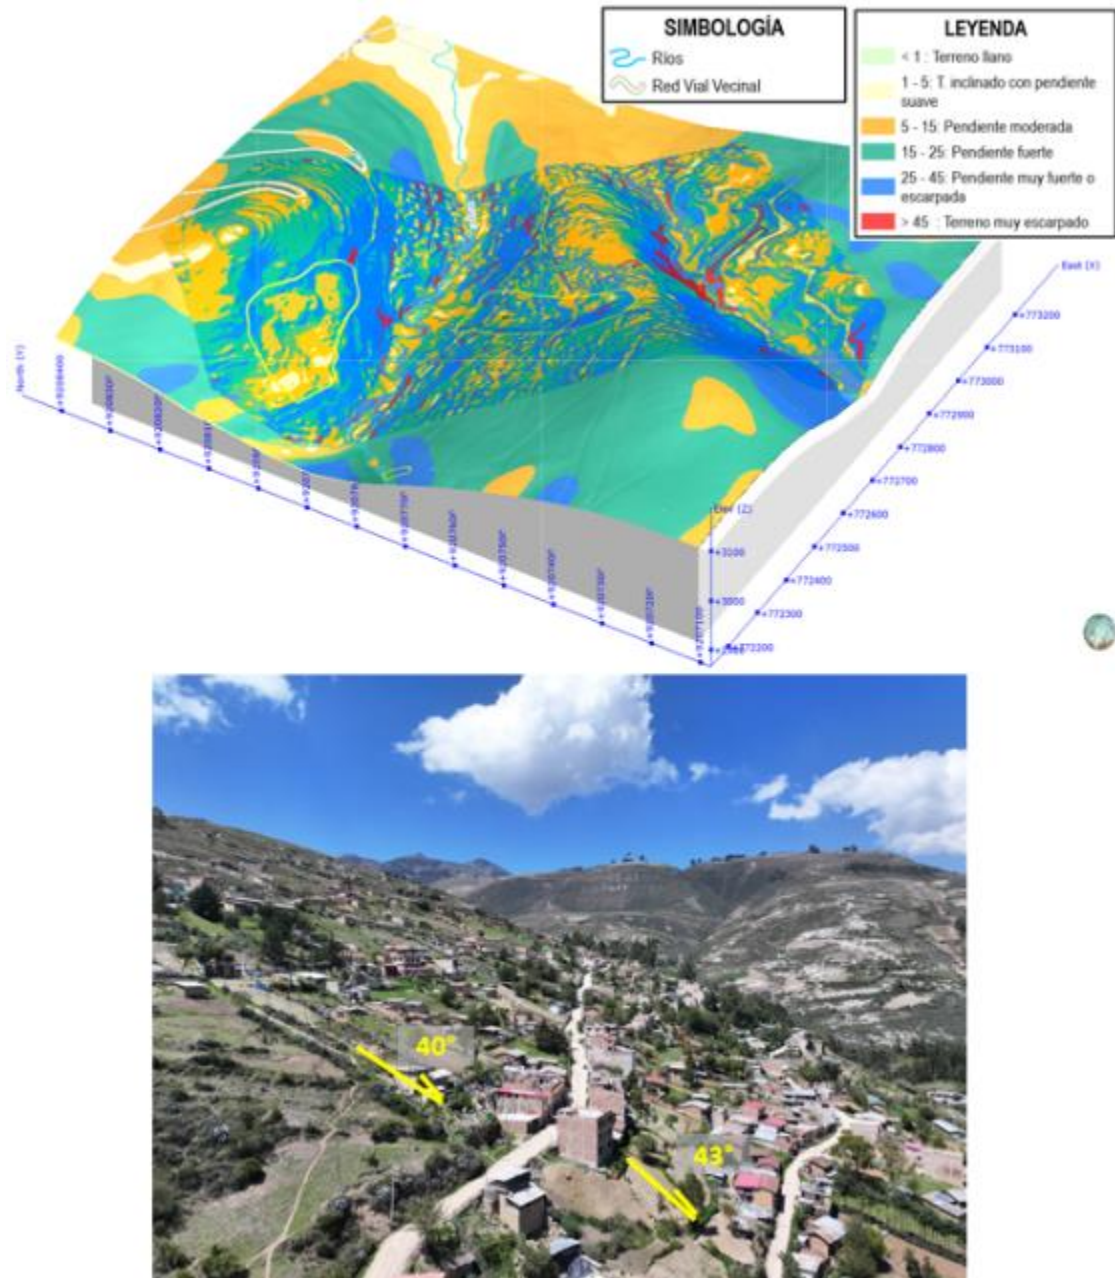 SIMBOLOGÍA
Ríos
Red Vial Vecinal
LEYENDA
< 1 : Terreno llano
1 - 5: T. inclinado con pendiente
suave
5 - 15: Pendiente moderada
15 - 25: Pendiente fuerte
25 - 45: Pendiente muy fuerte o
escarpada
> 45 : Terreno muy escarpado
East (X)
+773200
+773100
+773000
+772900
+772800
+772700
+772600
+772500
+772400
+772300
+772200
North (Y)
+9208400
Elev (Z)
+3100
+3000
40°
43°